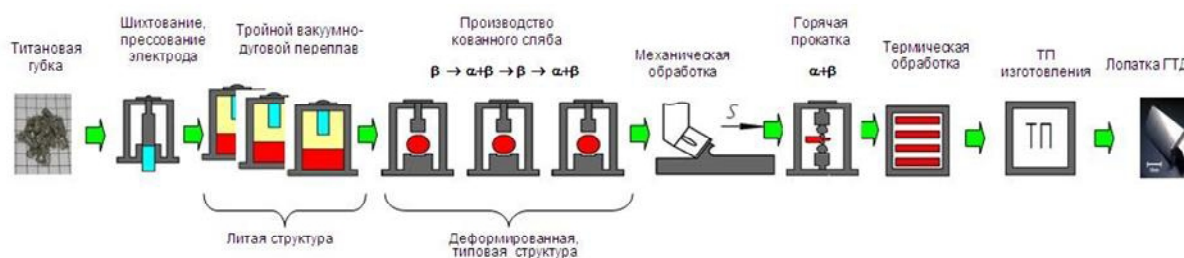 Титановая
губка
Шихтование,
прессование
электрода
Тройной вакуумно-
дуговой переплав
Производство
кованного сляба
β → α+β → β → α+β
Механическая
обработка
S
Горячая
прокатка
α+β
Термическая
обработка
ТП
изготовления
ТП
Лопатка ГТД
Литая структура
Деформированная,
типовая структура